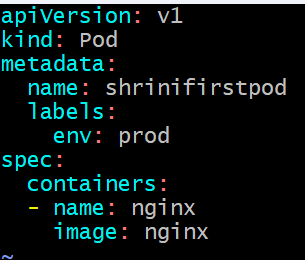 apiVersion: v1
kind: Pod
metadata:
  name: shrinifirstpod
  labels:
    env: prod
spec:
  containers:
  - name: nginx
    image: nginx
~